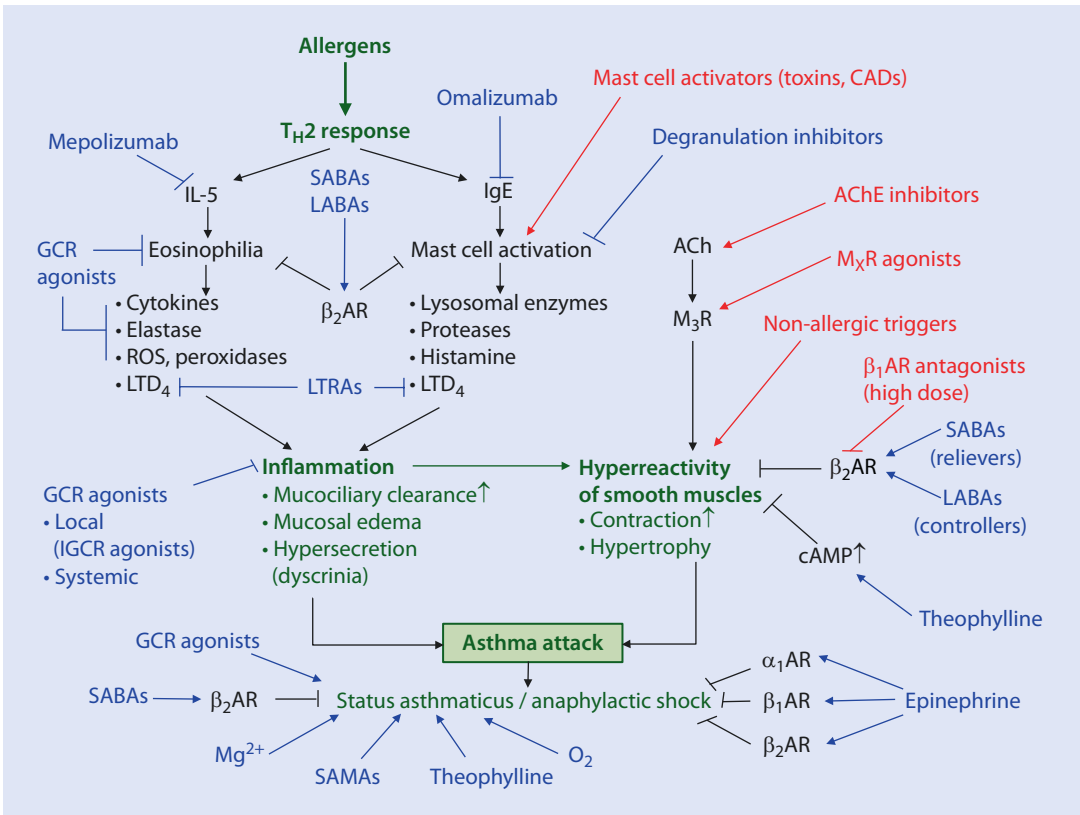 Allergens
Mast cell activators (toxins, CADs)
Omalizumab
T_H2 response
Degranulation inhibitors
Mepolizumab
SABAs
LABAs
IL-5
IgE
AChE inhibitors
GCR
agonists
Eosinophilia
Mast cell activation
ACh
M_XR agonists
• Cytokines
• Elastase
• ROS, peroxidases
• LTD₄
β₂AR
• Lysosomal enzymes
• Proteases
• Histamine
• LTD₄
M₃R
Non-allergic triggers
LTRAs
β₁AR antagonists
(high dose)
SABAs
(relievers)
Inflammation
• Mucociliary clearance↑
• Mucosal edema
• Hypersecretion
(dyscrinia)
Hyperreactivity
of smooth muscles
• Contraction↑
• Hypertrophy
β₂AR
LABAs
(controllers)
GCR agonists
• Local
(IGCR agonists)
• Systemic
cAMP↑
Theophylline
Asthma attack
GCR agonists
SABAs
β₂AR
Status asthmaticus / anaphylactic shock
α₁AR
β₁AR
β₂AR
Epinephrine
Mg²⁺
SAMAs
Theophylline
O₂